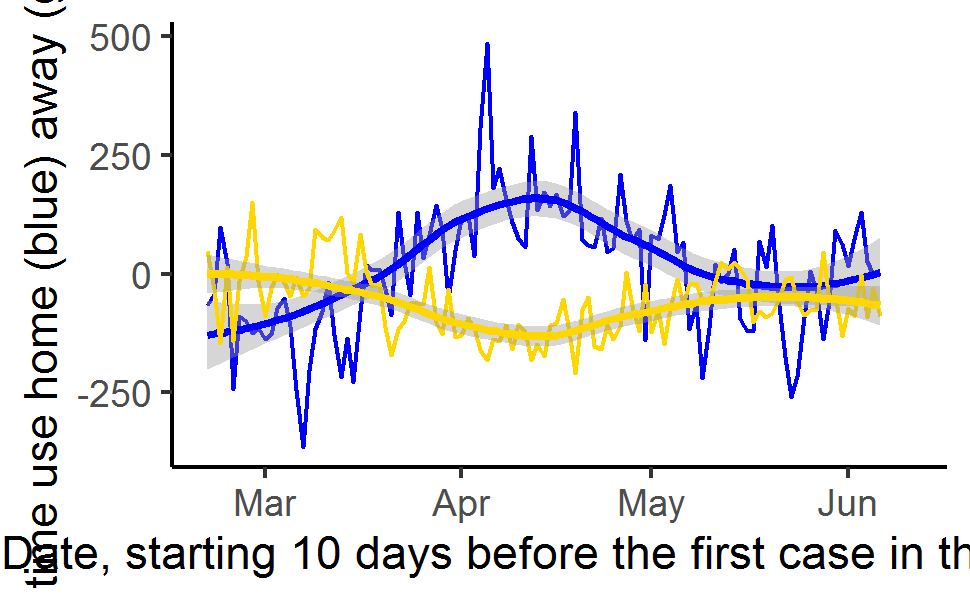 time use home (blue) away (
500
250
0
-250
Mar Apr May Jun
Date, starting 10 days before the first case in th